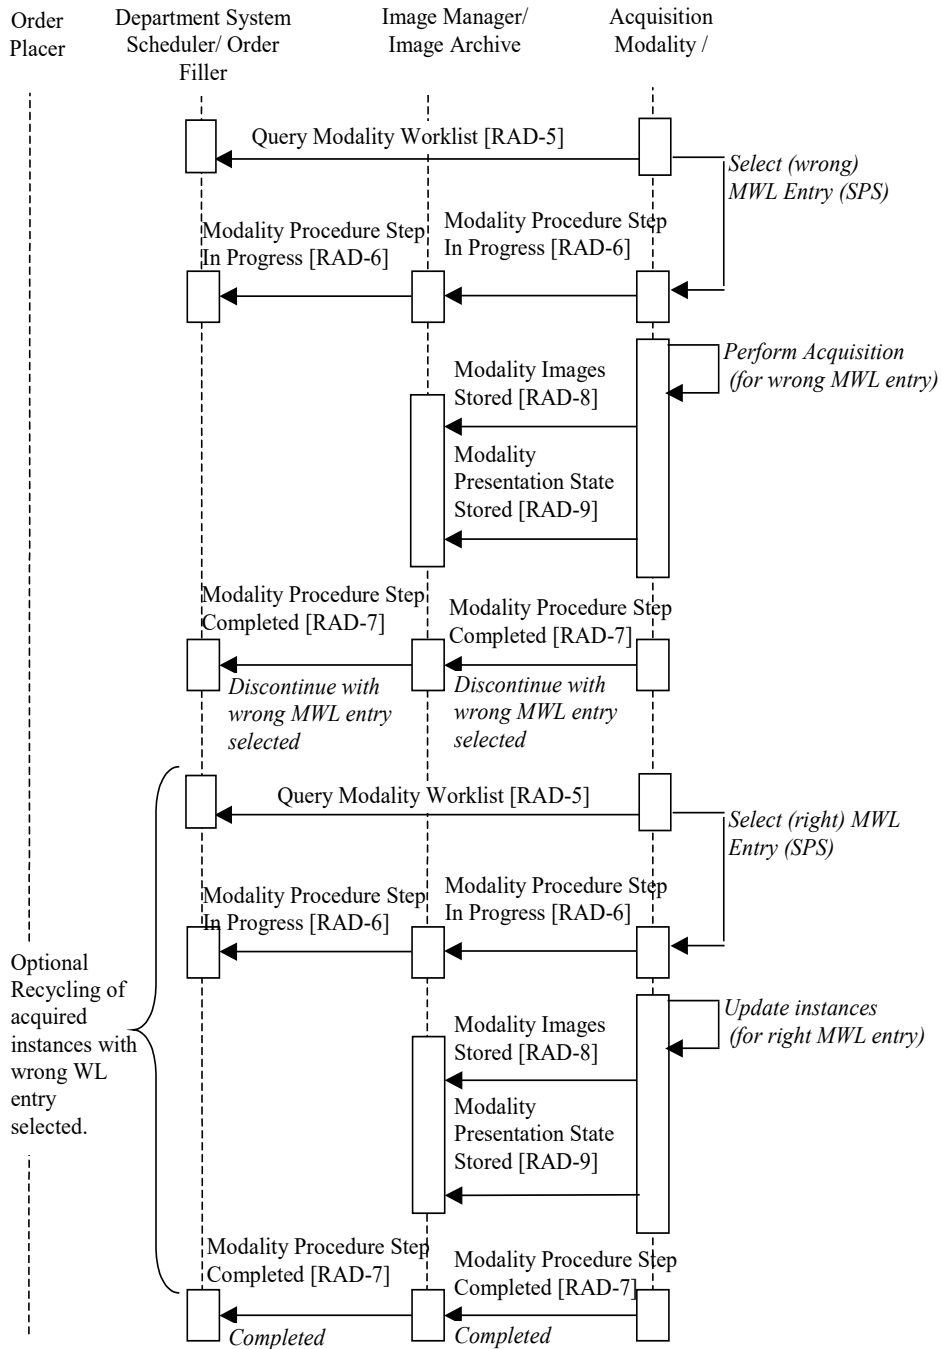 Order
Placer
Department System
Scheduler/ Order
Filler
Image Manager/
Image Archive
Acquisition
Modality /
Query Modality Worklist [RAD-5]
Select (wrong)
MWL Entry (SPS)
Modality Procedure Step
In Progress [RAD-6]
Modality Procedure Step
In Progress [RAD-6]
Perform Acquisition
(for wrong MWL entry)
Modality Images
Stored [RAD-8]
Modality
Presentation State
Stored [RAD-9]
Modality Procedure Step
Completed [RAD-7]
Modality Procedure Step
Completed [RAD-7]
Discontinue with
wrong MWL entry
selected
Discontinue with
wrong MWL entry
selected
Query Modality Worklist [RAD-5]
Select (right) MWL
Entry (SPS)
Modality Procedure Step
In Progress [RAD-6]
Modality Procedure Step
In Progress [RAD-6]
Optional
Recycling of
acquired
instances with
wrong WL
entry
selected.
Update instances
(for right MWL entry)
Modality Images
Stored [RAD-8]
Modality
Presentation State
Stored [RAD-9]
Modality Procedure Step
Completed [RAD-7]
Modality Procedure Step
Completed [RAD-7]
Completed
Completed